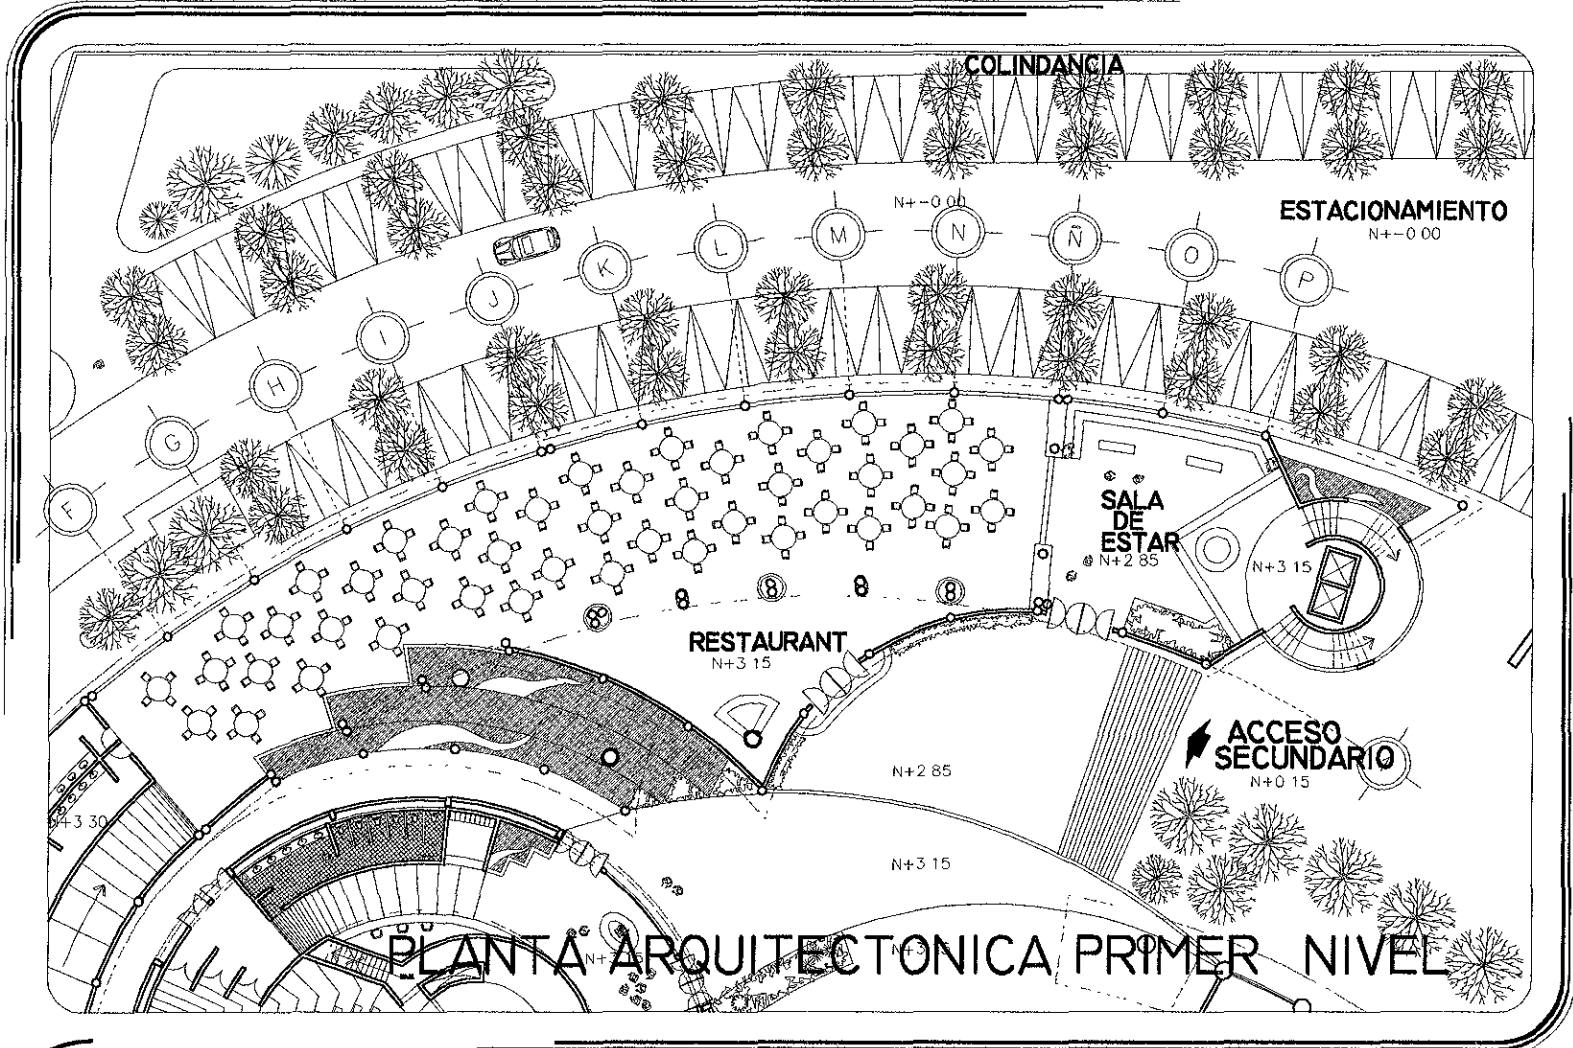 COLINDANCIA
N+-0 00
ESTACIONAMIENTO
N+-0 00
F
G
H
I
J
K
L
M
N
Ñ
O
P
SALA
DE
ESTAR
N+2 85
N+3 15
RESTAURANT
N+3 15
ACCESO
SECUNDARIO
N+0 15
N+2 85
N+3 30
N+3 15
PLANTA ARQUITECTONICA PRIMER NIVEL